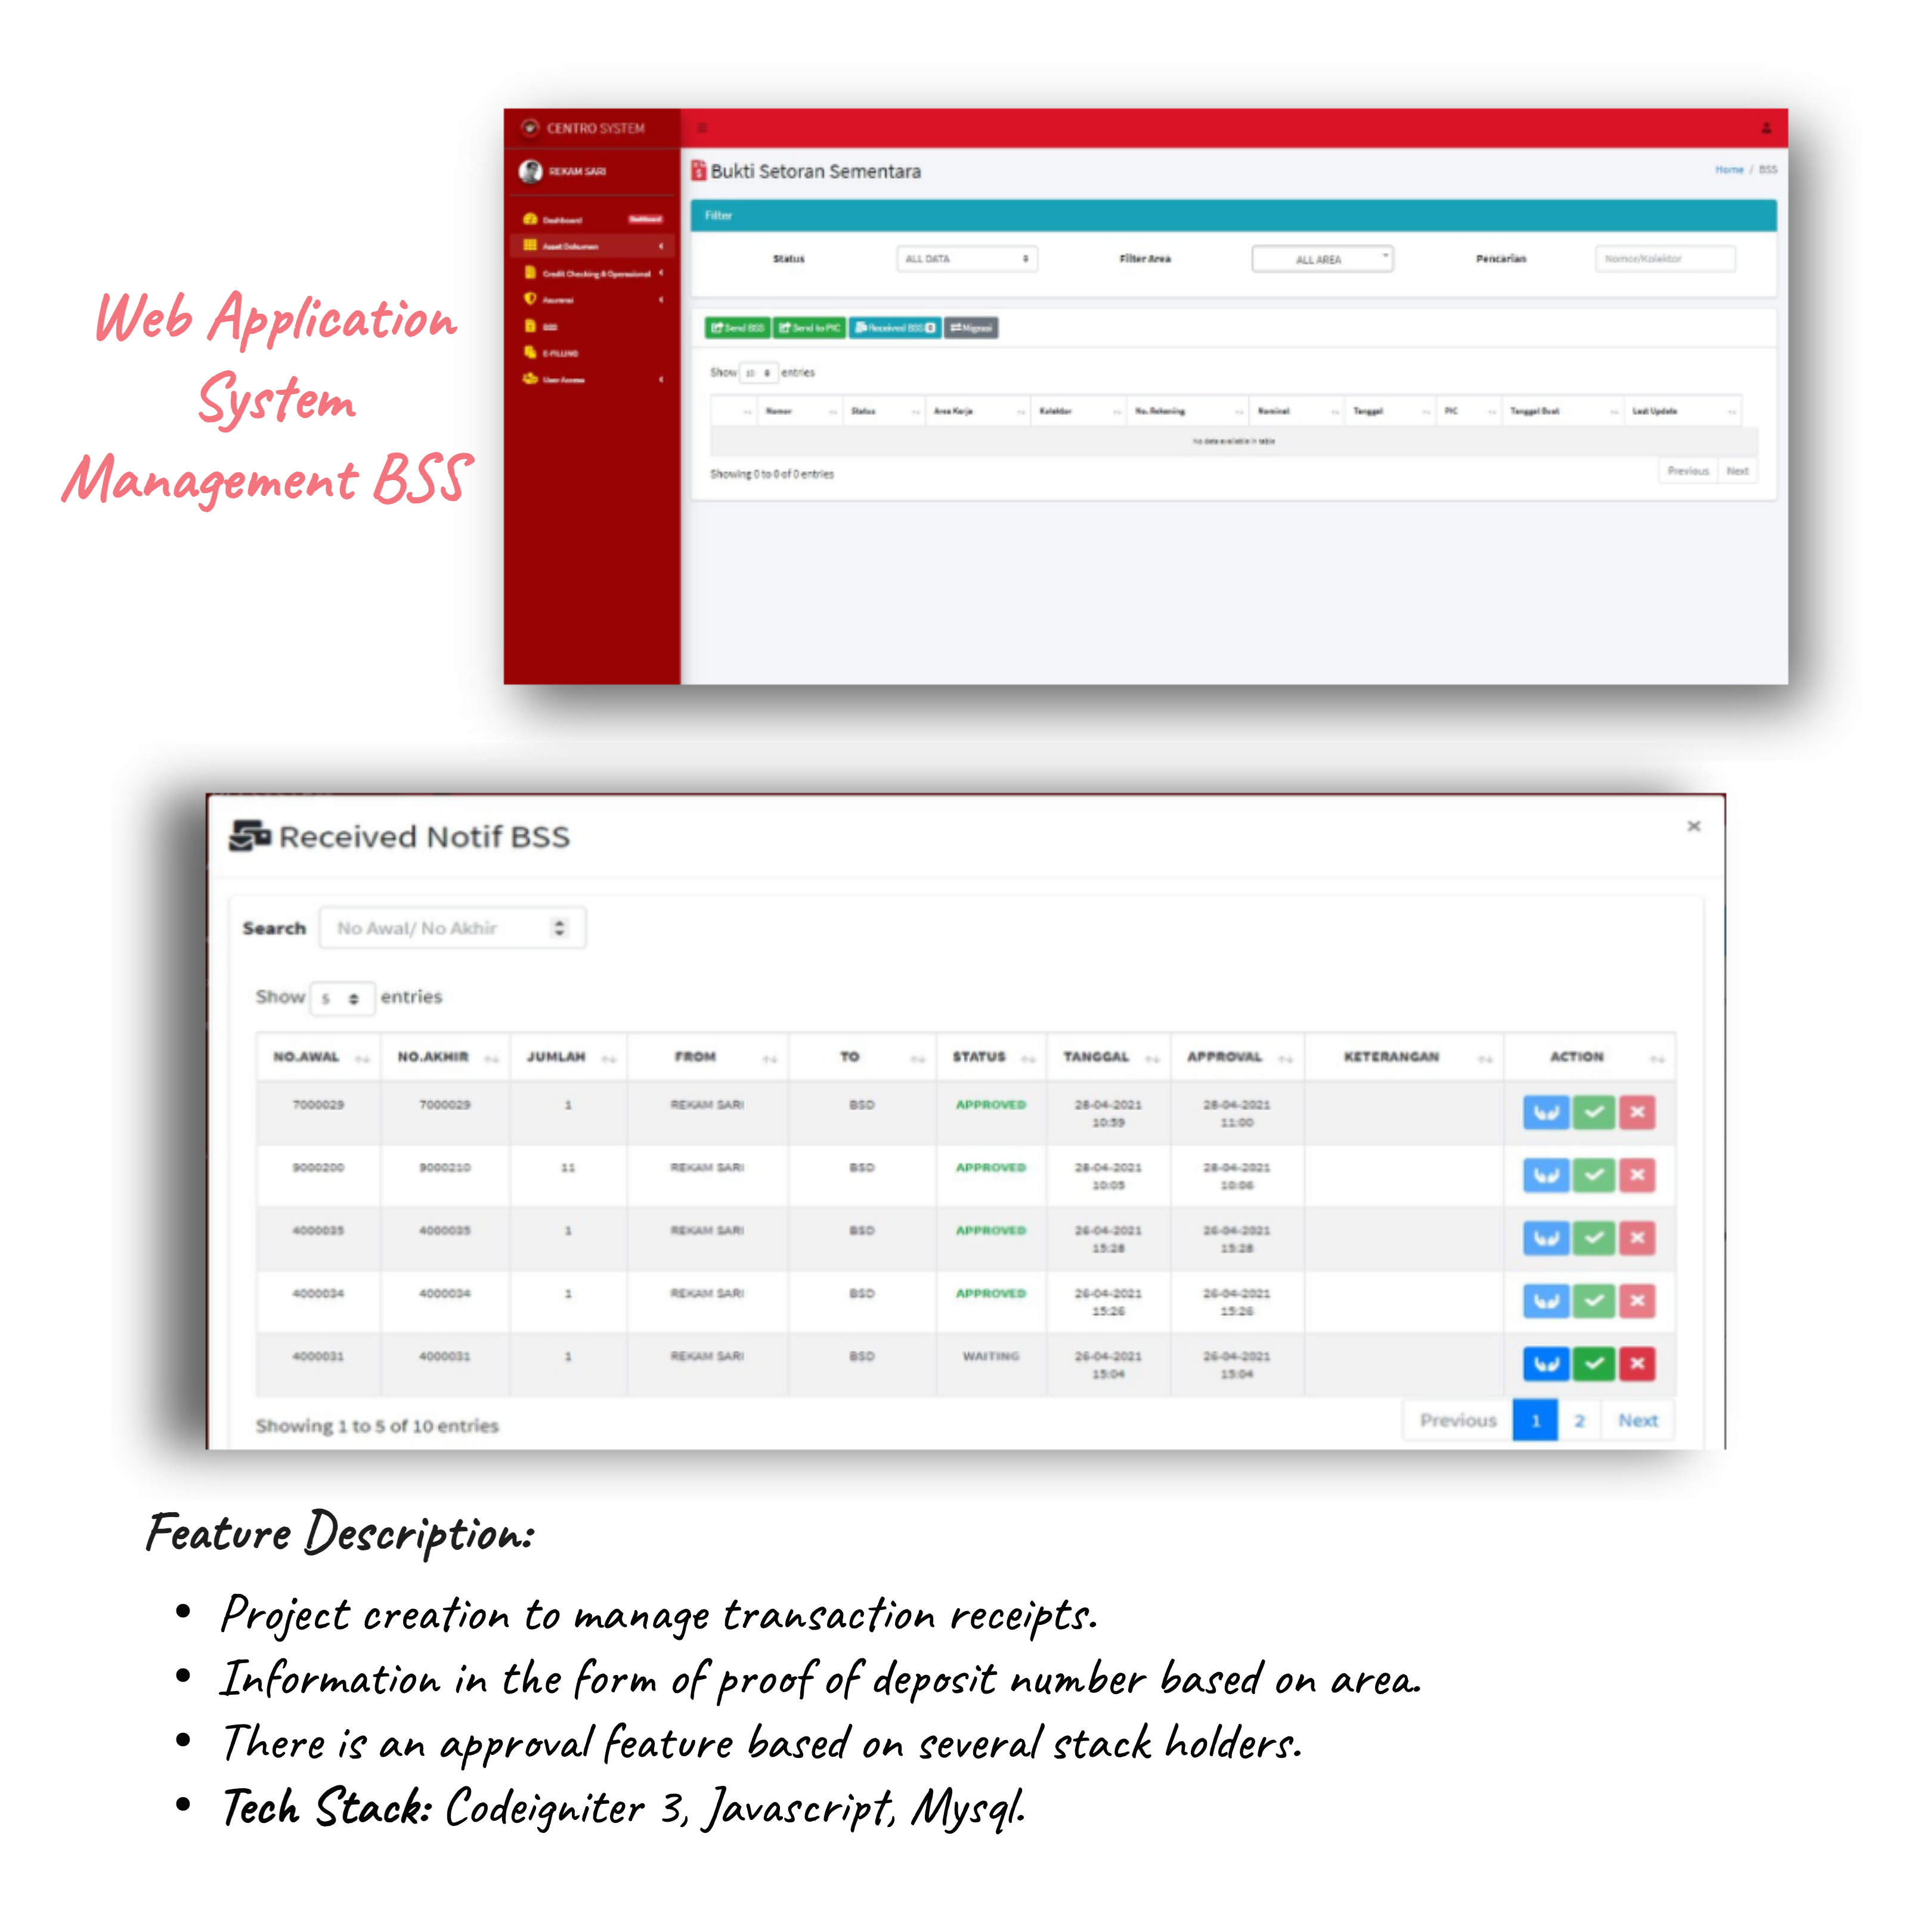 Web Application
System
Management BSS
CENTRO SYSTEM
REKAM SARI
Dashboard Dashboard
Asset Dokumen
Credit Checking & Operasional
Asuransi
BSS
E-FILLING
User Access
Bukti Setoran Sementara
Home / BSS
Filter
Status ALL DATA Filter Area ALL AREA Pencarian Nomor/Kolektor
Send BSS Send to PIC Received BSS 0 Migrasi
Show 10 entries
Nomor Status Area Kerja Kolektor No. Rekening Nominal Tanggal PIC Tanggal Buat Last Update
No data available in table
Showing 0 to 0 of 0 entries
Previous Next
Received Notif BSS ×
Search No Awal/ No Akhir
Show 5 entries
NO.AWAL NO.AKHIR JUMLAH FROM TO STATUS TANGGAL APPROVAL KETERANGAN ACTION
7000029 7000029 1 REKAM SARI BSD APPROVED 28-04-2021 28-04-2021
10:59 11:00
9000200 9000210 11 REKAM SARI BSD APPROVED 28-04-2021 28-04-2021
10:05 10:06
4000035 4000035 1 REKAM SARI BSD APPROVED 26-04-2021 26-04-2021
15:28 15:28
4000034 4000034 1 REKAM SARI BSD APPROVED 26-04-2021 26-04-2021
15:26 15:26
4000031 4000031 1 REKAM SARI BSD WAITING 26-04-2021 26-04-2021
15:04 15:04
Showing 1 to 5 of 10 entries
Previous 1 2 Next
Feature Description:
• Project creation to manage transaction receipts.
• Information in the form of proof of deposit number based on area.
• There is an approval feature based on several stack holders.
• Tech Stack: Codeigniter 3, Javascript, Mysql.